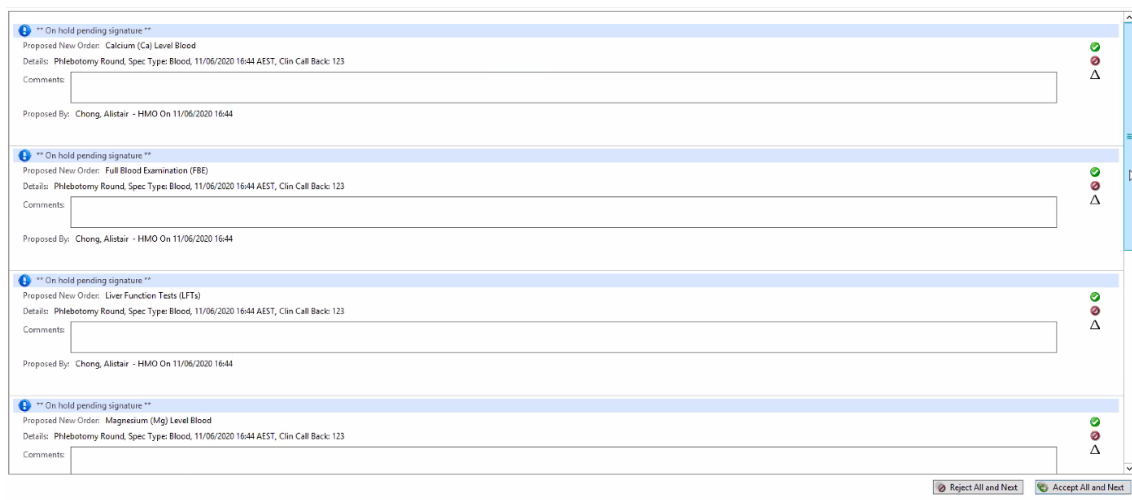 ** On hold pending signature **
Proposed New Order: Calcium (Ca) Level Blood
Details: Phlebotomy Round, Spec Type: Blood, 11/06/2020 16:44 AEST, Clin Call Back: 123
Comments:
Proposed By: Chong, Alistair - HMO On 11/06/2020 16:44
** On hold pending signature **
Proposed New Order: Full Blood Examination (FBE)
Details: Phlebotomy Round, Spec Type: Blood, 11/06/2020 16:44 AEST, Clin Call Back: 123
Comments:
Proposed By: Chong, Alistair - HMO On 11/06/2020 16:44
** On hold pending signature **
Proposed New Order: Liver Function Tests (LFTs)
Details: Phlebotomy Round, Spec Type: Blood, 11/06/2020 16:44 AEST, Clin Call Back: 123
Comments:
Proposed By: Chong, Alistair - HMO On 11/06/2020 16:44
** On hold pending signature **
Proposed New Order: Magnesium (Mg) Level Blood
Details: Phlebotomy Round, Spec Type: Blood, 11/06/2020 16:44 AEST, Clin Call Back: 123
Comments:
Reject All and Next Accept All and Next